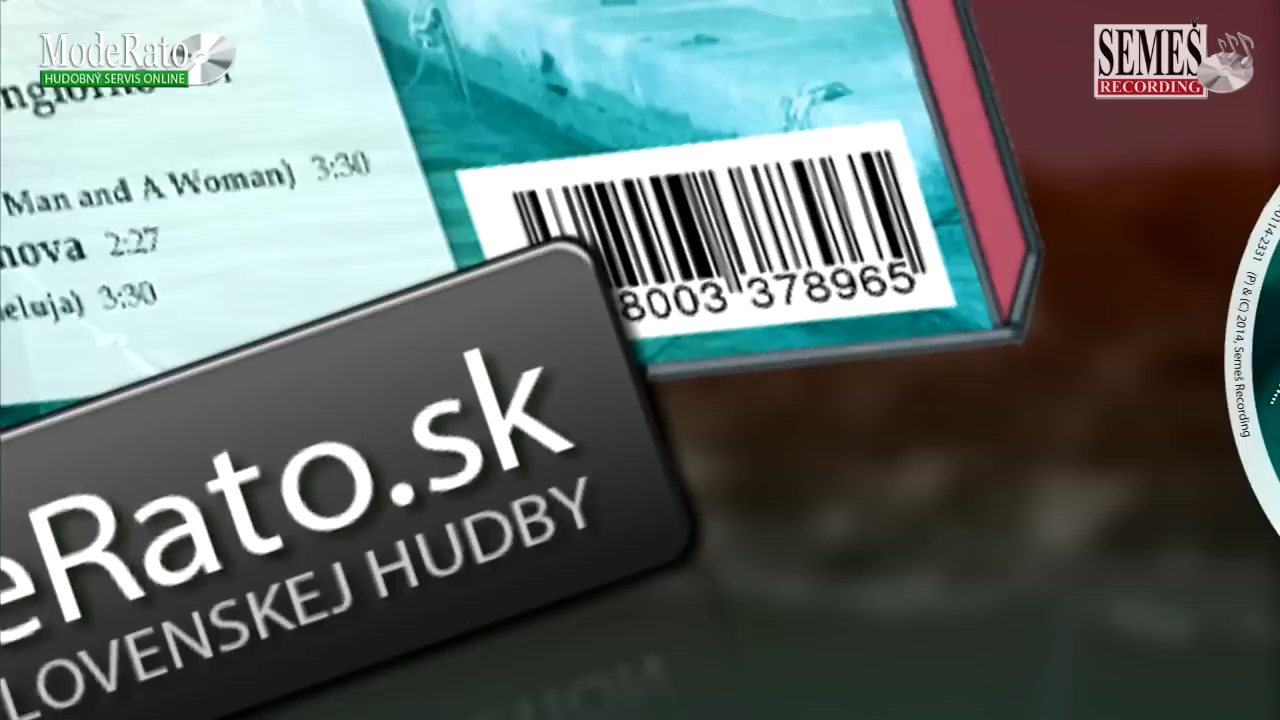 ModeRato
HUDOBNÝ SERVIS ONLINE
SEMEŠ
RECORDING
Man and A Woman) 3:30
nova 2:27
eluja) 3:30
8003 378965
eRato.sk
LOVENSKEJ HUDBY
(P) & (C) 2014, Semeš Recording